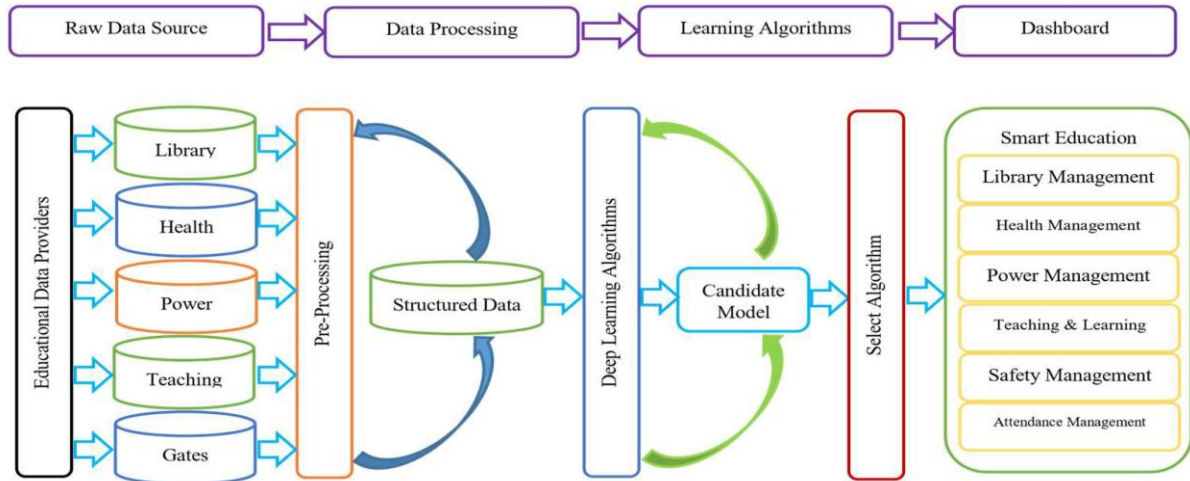 Raw Data Source
Data Processing
Learning Algorithms
Dashboard
Educational Data Providers
Library
Health
Power
Teaching
Gates
Pre-Processing
Structured Data
Deep Learning Algorithms
Candidate
Model
Select Algorithm
Smart Education
Library Management
Health Management
Power Management
Teaching & Learning
Safety Management
Attendance Management